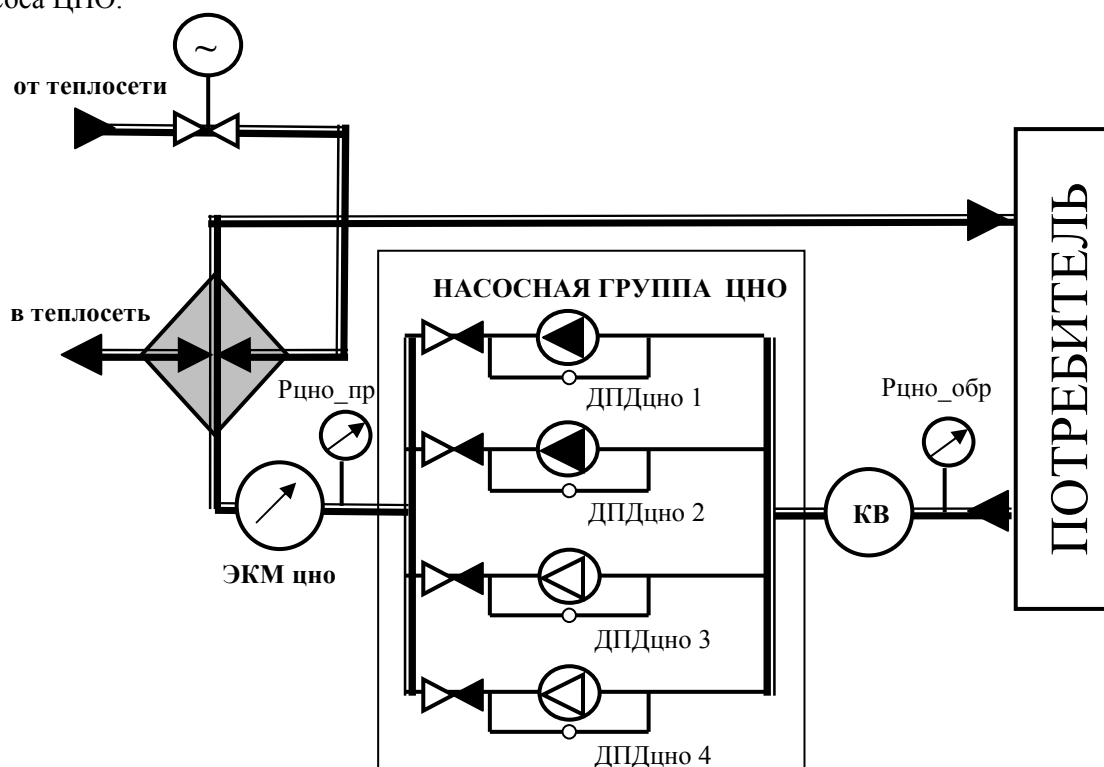 соса ЦНО.
~
от теплосети
в теплосеть
НАСОСНАЯ ГРУППА ЦНО
ДПДцно 1
Рцно_пр
Рцно_обр
ДПДцно 2
КВ
ЭКМ цно
ДПДцно 3
ДПДцно 4
ПОТРЕБИТЕЛЬ